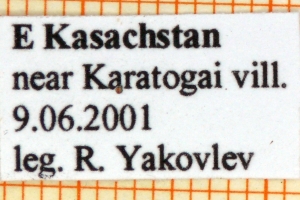 E Kasachstan
near Karatogai vill.
9.06.2001
leg. R. Yakovlev